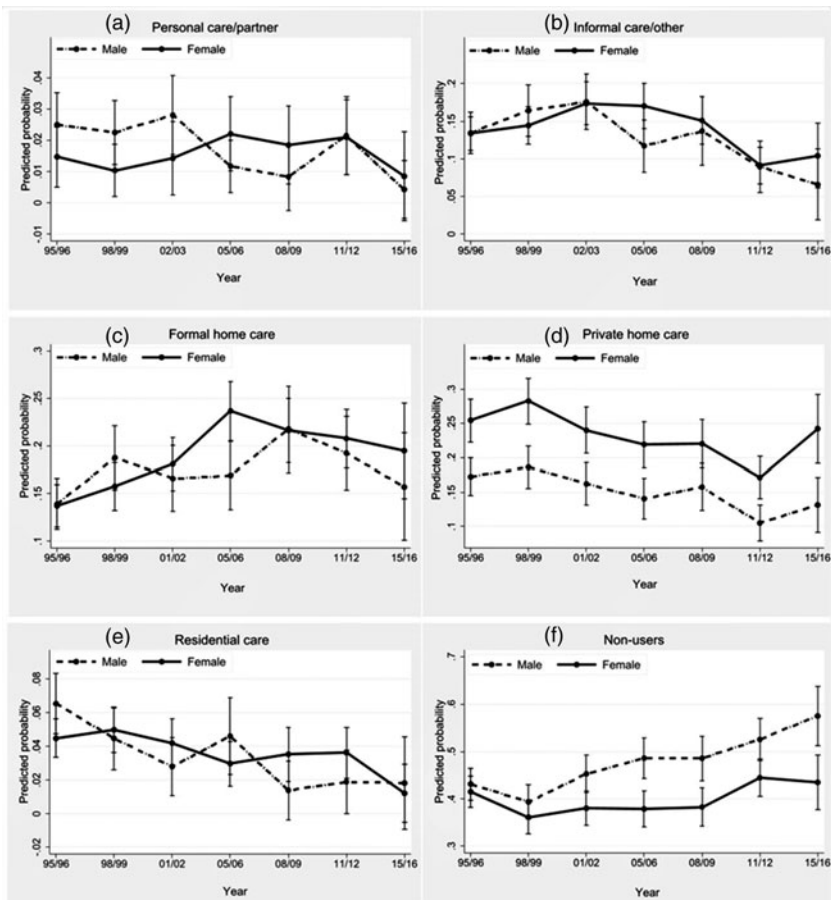 (a) Personal care/partner
Male Female
Predicted probability
.04
.03
.02
.01
0
-.01
95/96 98/99 02/03 05/06 08/09 11/12 15/16
Year
(b) Informal care/other
Male Female
Predicted probability
.2
.15
.1
.05
0
95/96 98/99 02/03 05/06 08/09 11/12 15/16
Year
(c) Formal home care
Male Female
Predicted probability
.3
.25
.2
.15
.1
95/96 98/99 01/02 05/06 08/09 11/12 15/16
Year
(d) Private home care
Male Female
Predicted probability
.3
.25
.2
.15
.1
95/96 98/99 01/02 05/06 08/09 11/12 15/16
Year
(e) Residential care
Male Female
Predicted probability
.08
.06
.04
.02
0
-.02
95/96 98/99 01/02 05/06 08/09 11/12 15/16
Year
(f) Non-users
Male Female
Predicted probability
.7
.6
.5
.4
.3
95/96 98/99 01/02 05/06 08/09 11/12 15/16
Year